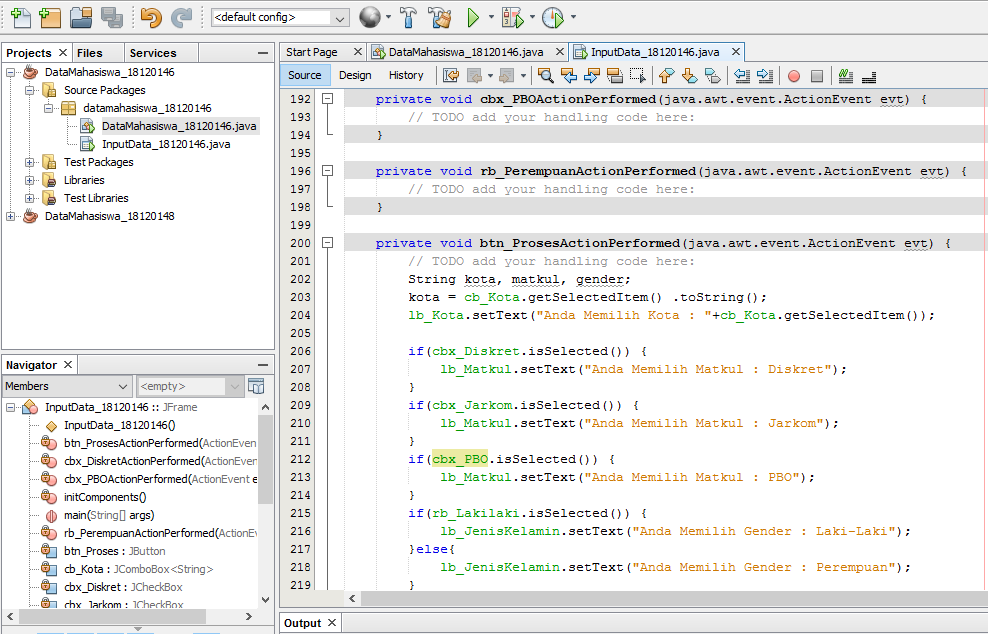 <default config>
Projects
Files
Services
DataMahasiswa_18120146
Source Packages
datamahasiswa_18120146
DataMahasiswa_18120146.java
InputData_18120146.java
Test Packages
Libraries
Test Libraries
DataMahasiswa_18120148
Navigator
Members
<empty>
InputData_18120146 :: JFrame
InputData_18120146()
btn_ProsesActionPerformed(ActionEven
cbx_DiskretActionPerformed(ActionEven
cbx_PBOActionPerformed(ActionEvent e
initComponents()
main(String[] args)
rb_PerempuanActionPerformed(ActionEv
btn_Proses : JButton
cb_Kota : JComboBox<String>
cbx_Diskret : JCheckBox
cbx_Jarkom : JCheckBox
Start Page
DataMahasiswa_18120146.java
InputData_18120146.java
Source
Design
History
192 private void cbx_PBOActionPerformed(java.awt.event.ActionEvent evt) {
193 // TODO add your handling code here:
194 }
195
196 private void rb_PerempuanActionPerformed(java.awt.event.ActionEvent evt) {
197 // TODO add your handling code here:
198 }
199
200 private void btn_ProsesActionPerformed(java.awt.event.ActionEvent evt) {
201 // TODO add your handling code here:
202 String kota, matkul, gender;
203 kota = cb_Kota.getSelectedItem() .toString();
204 lb_Kota.setText("Anda Memilih Kota : "+cb_Kota.getSelectedItem());
205
206 if(cbx_Diskret.isSelected()) {
207 lb_Matkul.setText("Anda Memilih Matkul : Diskret");
208 }
209 if(cbx_Jarkom.isSelected()) {
210 lb_Matkul.setText("Anda Memilih Matkul : Jarkom");
211 }
212 if(cbx_PBO.isSelected()) {
213 lb_Matkul.setText("Anda Memilih Matkul : PBO");
214 }
215 if(rb_Lakilaki.isSelected()) {
216 lb_JenisKelamin.setText("Anda Memilih Gender : Laki-Laki");
217 }else{
218 lb_JenisKelamin.setText("Anda Memilih Gender : Perempuan");
219 }
Output